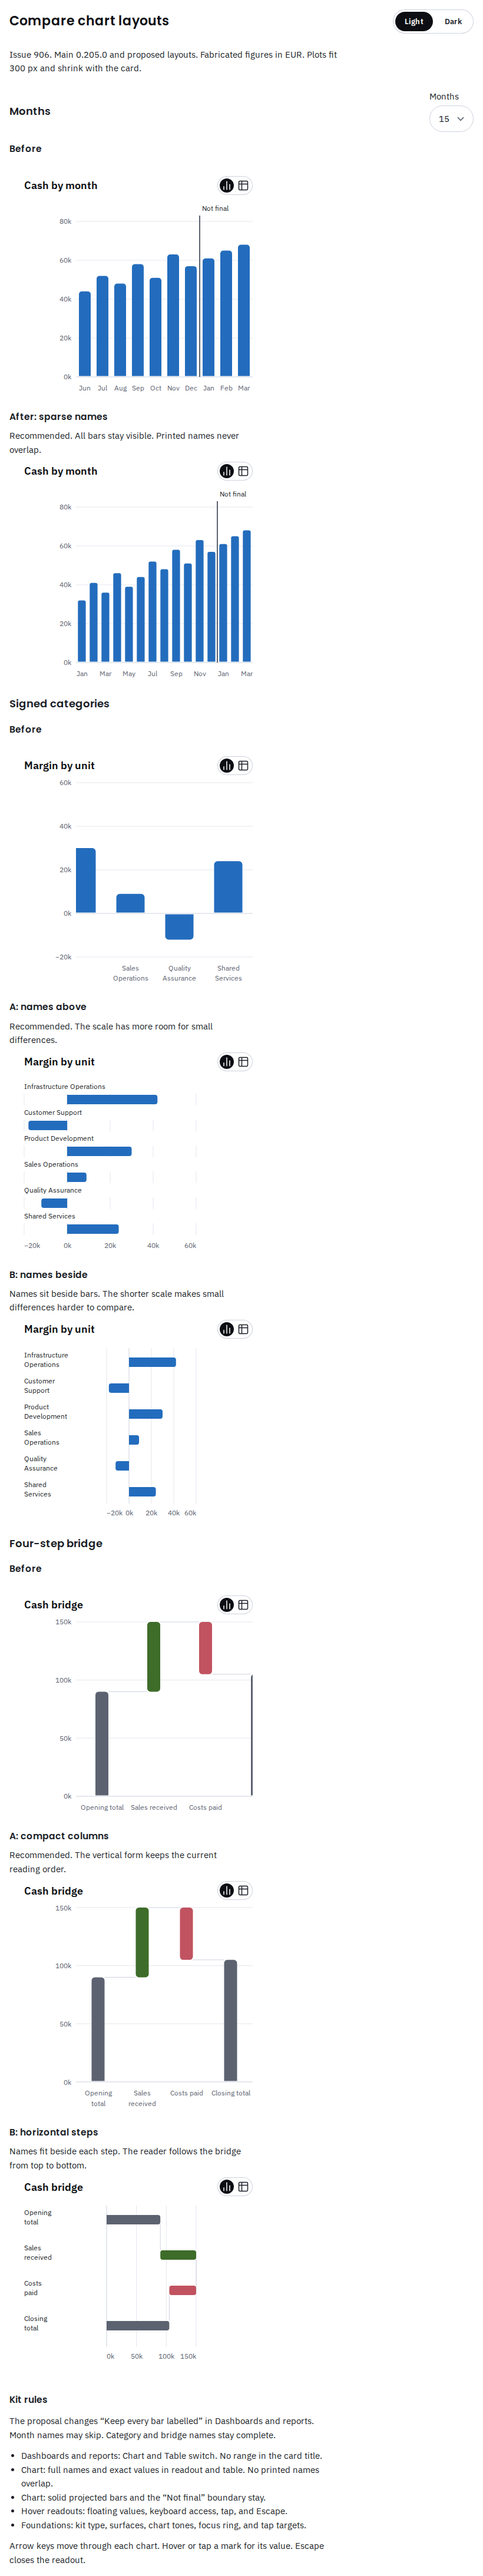 Compare chart layouts
Light Dark
Issue 906. Main 0.205.0 and proposed layouts. Fabricated figures in EUR. Plots fit
300 px and shrink with the card.
Months
Months
15
Before
Cash by month
Not final
80k
60k
40k
20k
0k
Jun Jul Aug Sep Oct Nov Dec Jan Feb Mar
After: sparse names
Recommended. All bars stay visible. Printed names never
overlap.
Cash by month
Not final
80k
60k
40k
20k
0k
Jan Mar May Jul Sep Nov Jan Mar
Signed categories
Before
Margin by unit
60k
40k
20k
0k
−20k
Sales Quality Shared
Operations Assurance Services
A: names above
Recommended. The scale has more room for small
differences.
Margin by unit
Infrastructure Operations
Customer Support
Product Development
Sales Operations
Quality Assurance
Shared Services
−20k 0k 20k 40k 60k
B: names beside
Names sit beside bars. The shorter scale makes small
differences harder to compare.
Margin by unit
Infrastructure
Operations
Customer
Support
Product
Development
Sales
Operations
Quality
Assurance
Shared
Services
−20k 0k 20k 40k 60k
Four-step bridge
Before
Cash bridge
150k
100k
50k
0k
Opening total Sales received Costs paid
A: compact columns
Recommended. The vertical form keeps the current
reading order.
Cash bridge
150k
100k
50k
0k
Opening Sales Costs paid Closing total
total received
B: horizontal steps
Names fit beside each step. The reader follows the bridge
from top to bottom.
Cash bridge
Opening
total
Sales
received
Costs
paid
Closing
total
0k 50k 100k 150k
Kit rules
The proposal changes “Keep every bar labelled” in Dashboards and reports.
Month names may skip. Category and bridge names stay complete.
• Dashboards and reports: Chart and Table switch. No range in the card title.
• Chart: full names and exact values in readout and table. No printed names
overlap.
• Chart: solid projected bars and the “Not final” boundary stay.
• Hover readouts: floating values, keyboard access, tap, and Escape.
• Foundations: kit type, surfaces, chart tones, focus ring, and tap targets.
Arrow keys move through each chart. Hover or tap a mark for its value. Escape
closes the readout.